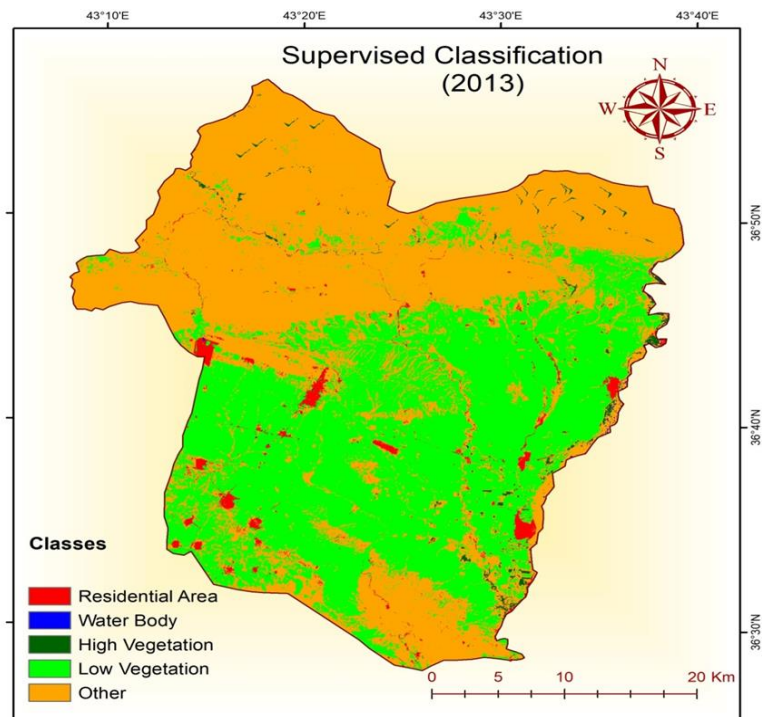 43°10'E 43°20'E 43°30'E 43°40'E
Supervised Classification
(2013)
N
W E
S
36°50'N
36°40'N
36°30'N
Classes
Residential Area
Water Body
High Vegetation
Low Vegetation
Other
0 5 10 20 Km